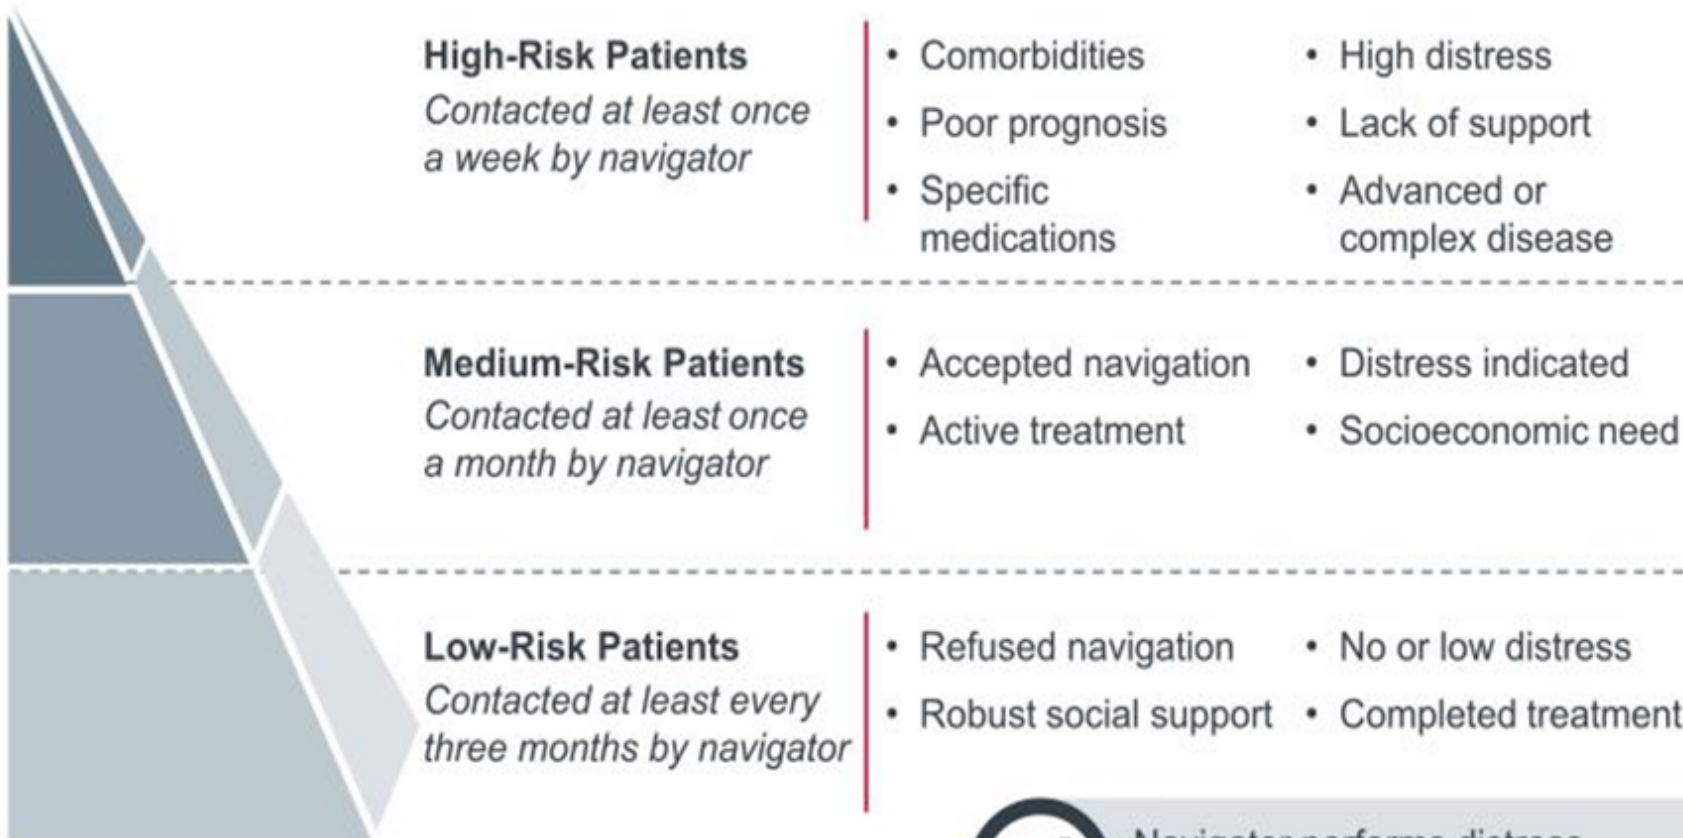 High-Risk Patients
Contacted at least once
a week by navigator
• Comorbidities
• Poor prognosis
• Specific
medications
• High distress
• Lack of support
• Advanced or
complex disease
Medium-Risk Patients
Contacted at least once
a month by navigator
• Accepted navigation
• Active treatment
• Distress indicated
• Socioeconomic need
Low-Risk Patients
Contacted at least every
three months by navigator
• Refused navigation
• Robust social support
• No or low distress
• Completed treatment
Navigator performs distress